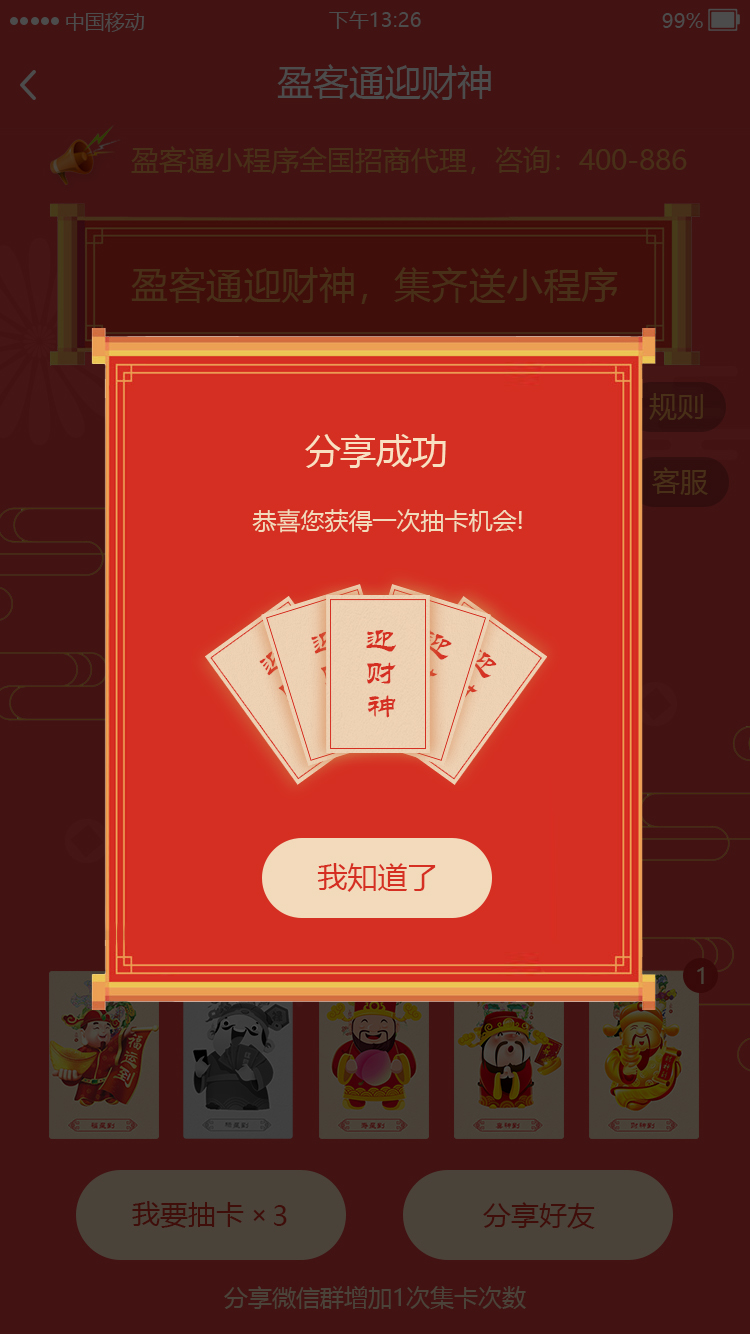 中国移动 下午13:26 99%
盈客通迎财神
盈客通小程序全国招商代理，咨询：400-886
盈客通迎财神，集齐送小程序
规则
客服
分享成功
恭喜您获得一次抽卡机会!
迎
财
神
我知道了
1
福运到
我要抽卡 × 3
分享好友
分享微信群增加1次集卡次数